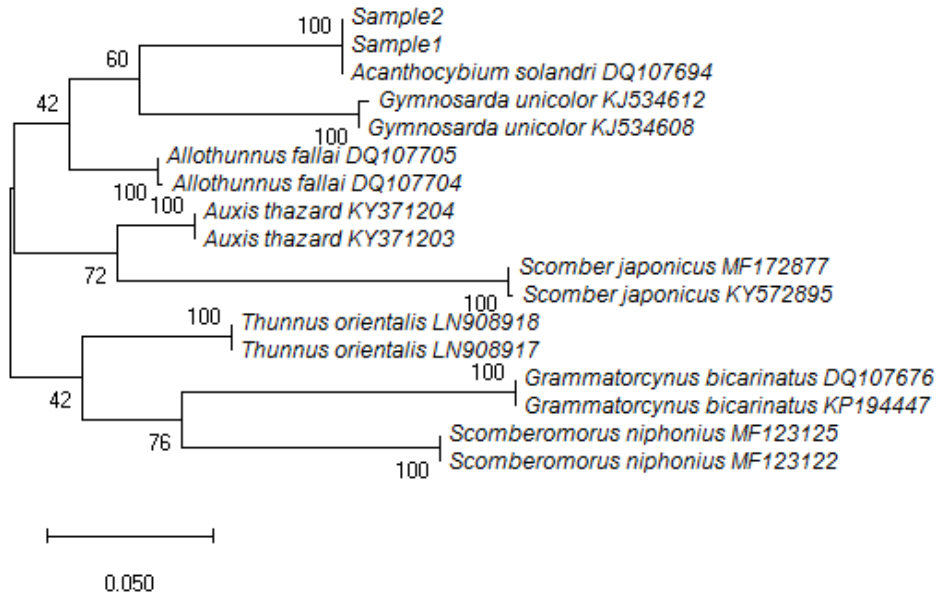 Sample2
100
Sample1
60
Acanthocybium solandri DQ107694
42
Gymnosarda unicolor KJ534612
100
Gymnosarda unicolor KJ534608
Allothunnus fallai DQ107705
100
Allothunnus fallai DQ107704
100
Auxis thazard KY371204
Auxis thazard KY371203
72
Scomber japonicus MF172877
100
Scomber japonicus KY572895
100
Thunnus orientalis LN908918
Thunnus orientalis LN908917
42
100
Grammatorcynus bicarinatus DQ107676
Grammatorcynus bicarinatus KP194447
76
Scomberomorus niphonius MF123125
100
Scomberomorus niphonius MF123122
0.050